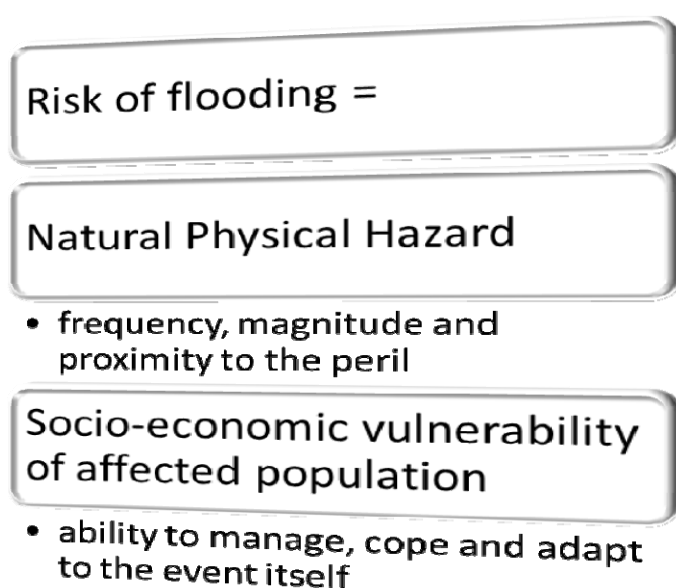 Risk of flooding =
Natural Physical Hazard
• frequency, magnitude and
proximity to the peril
Socio-economic vulnerability
of affected population
• ability to manage, cope and adapt
to the event itself